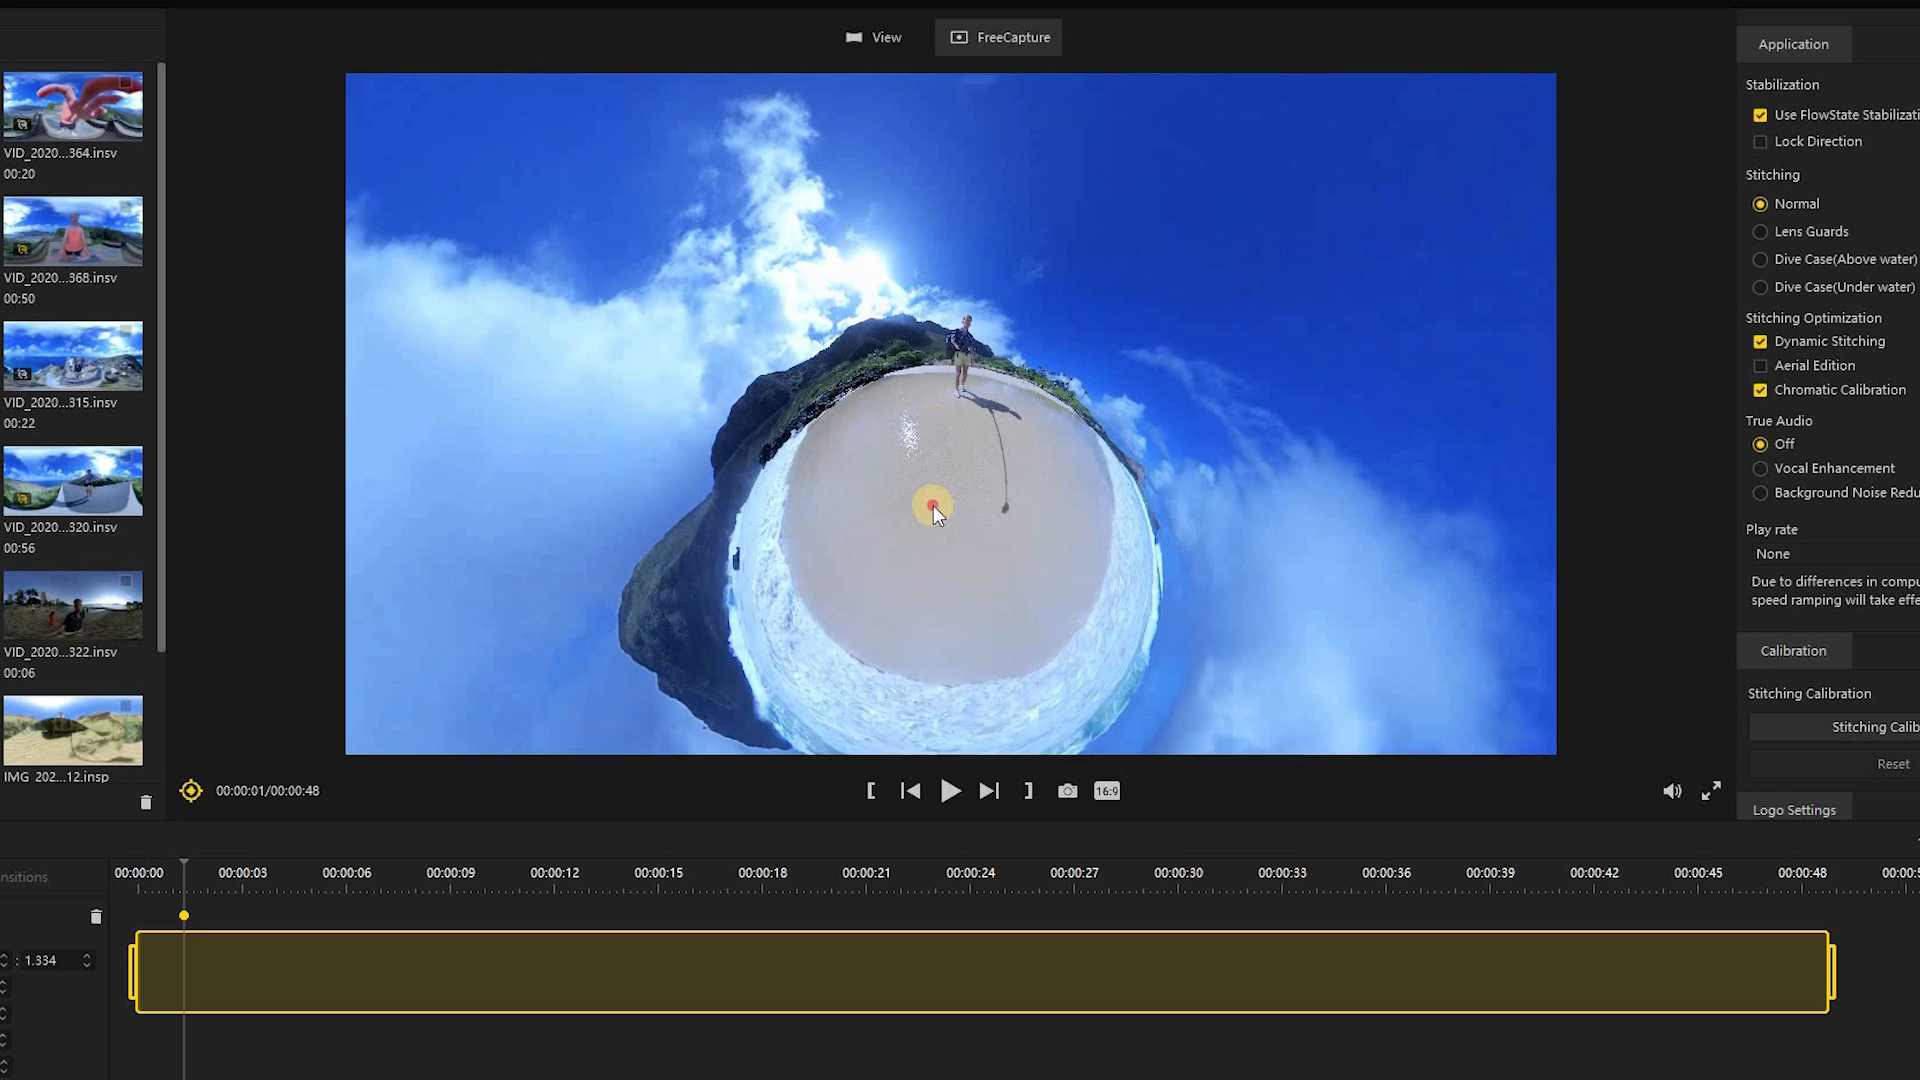 View
FreeCapture
VID_2020...364.insv
00:20
VID_2020...368.insv
00:50
VID_2020...315.insv
00:22
VID_2020...320.insv
00:56
VID_2020...322.insv
00:06
IMG_202...12.insp
00:00:01/00:00:48
16:9
Application
Stabilization
Use FlowState Stabilizati
Lock Direction
Stitching
Normal
Lens Guards
Dive Case(Above water)
Dive Case(Under water)
Stitching Optimization
Dynamic Stitching
Aerial Edition
Chromatic Calibration
True Audio
Off
Vocal Enhancement
Background Noise Redu
Play rate
None
Due to differences in compu
speed ramping will take effe
Calibration
Stitching Calibration
Stitching Calib
Reset
Logo Settings
nsitions
00:00:00 00:00:03 00:00:06 00:00:09 00:00:12 00:00:15 00:00:18 00:00:21 00:00:24 00:00:27 00:00:30 00:00:33 00:00:36 00:00:39 00:00:42 00:00:45 00:00:48 00:00:5
: 1.334